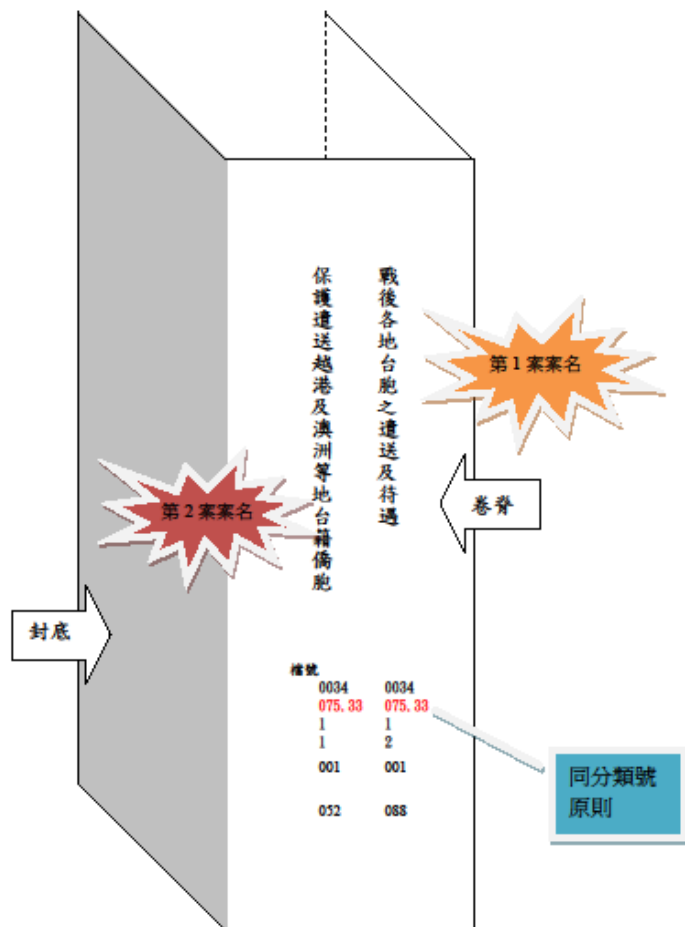 戰後各地台胞之遣送及待遇
保護遣送越港及澳洲等地台籍僑胞
第1案案名
第2案案名
卷脊
封底
檔號
0034 0034
075.33 075.33
1 1
1 2
001 001
052 088
同分類號
原則